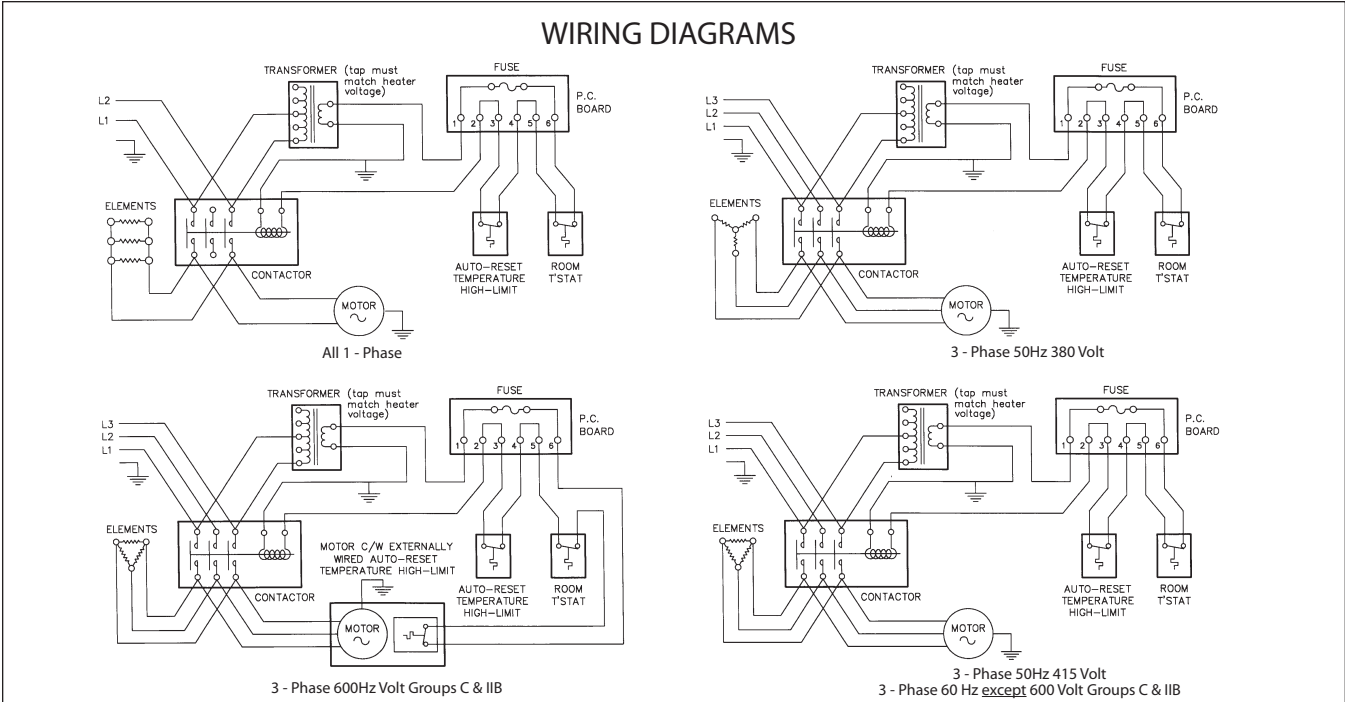 WIRING DIAGRAMS
TRANSFORMER (tap must
match heater
voltage)
FUSE
P.C.
BOARD
1 2 3 4 5 6
L2
L1
ELEMENTS
CONTACTOR
AUTO-RESET
TEMPERATURE
HIGH-LIMIT
ROOM
T'STAT
MOTOR
All 1 - Phase
TRANSFORMER (tap must
match heater
voltage)
FUSE
P.C.
BOARD
1 2 3 4 5 6
L3
L2
L1
ELEMENTS
CONTACTOR
AUTO-RESET
TEMPERATURE
HIGH-LIMIT
ROOM
T'STAT
MOTOR
3 - Phase 50Hz 380 Volt
TRANSFORMER (tap must
match heater
voltage)
FUSE
P.C.
BOARD
1 2 3 4 5 6
L3
L2
L1
ELEMENTS
CONTACTOR
MOTOR C/W EXTERNALLY
WIRED AUTO-RESET
TEMPERATURE HIGH-LIMIT
AUTO-RESET
TEMPERATURE
HIGH-LIMIT
ROOM
T'STAT
MOTOR
3 - Phase 600Hz Volt Groups C & IIB
TRANSFORMER (tap must
match heater
voltage)
FUSE
P.C.
BOARD
1 2 3 4 5 6
L3
L2
L1
ELEMENTS
CONTACTOR
AUTO-RESET
TEMPERATURE
HIGH-LIMIT
ROOM
T'STAT
MOTOR
3 - Phase 50Hz 415 Volt
3 - Phase 60 Hz except 600 Volt Groups C & IIB